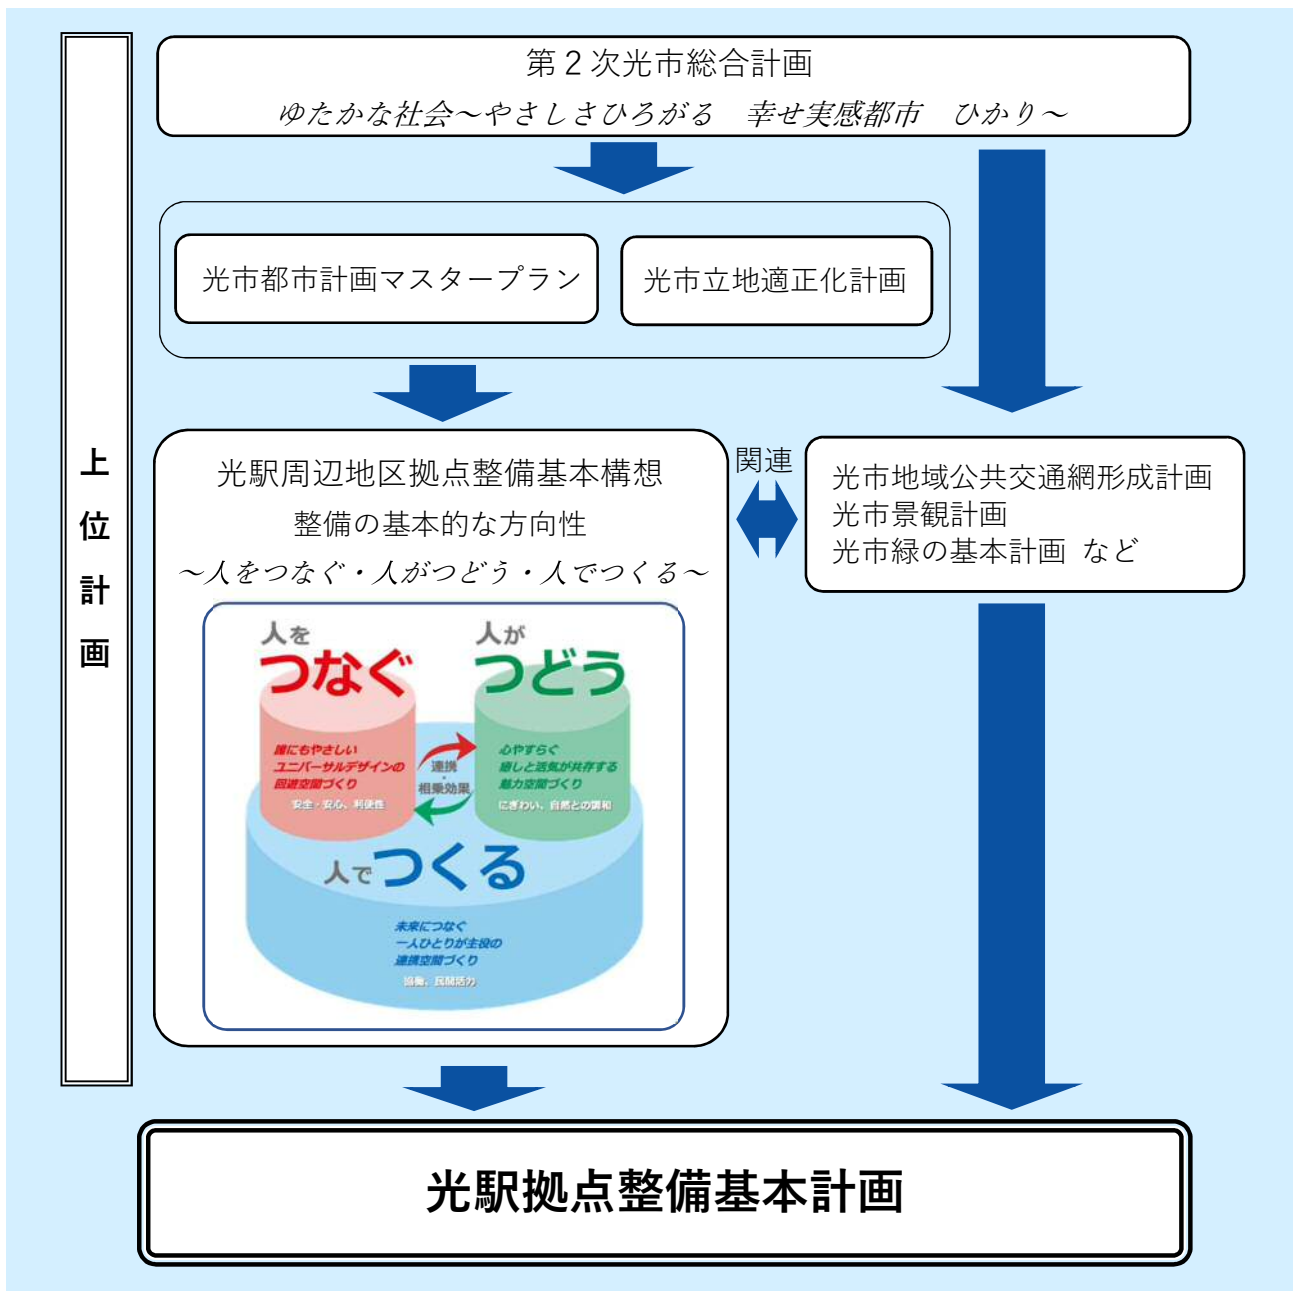 上位計画
第2次光市総合計画
ゆたかな社会～やさしさひろがる　幸せ実感都市　ひかり～
光市都市計画マスタープラン
光市立地適正化計画
光駅周辺地区拠点整備基本構想
整備の基本的な方向性
～人をつなぐ・人がつどう・人でつくる～
関連
光市地域公共交通網形成計画
光市景観計画
光市緑の基本計画 など
人を
つなぐ
誰にもやさしい
ユニバーサルデザインの
回遊空間づくり
安全・安心、利便性
人が
つどう
心やすらぐ
癒しと活気が共存する
魅力空間づくり
にぎわい、自然との調和
連携
・
相乗効果
人でつくる
未来につなぐ
一人ひとりが主役の
連携空間づくり
協働、民間活力
光駅拠点整備基本計画